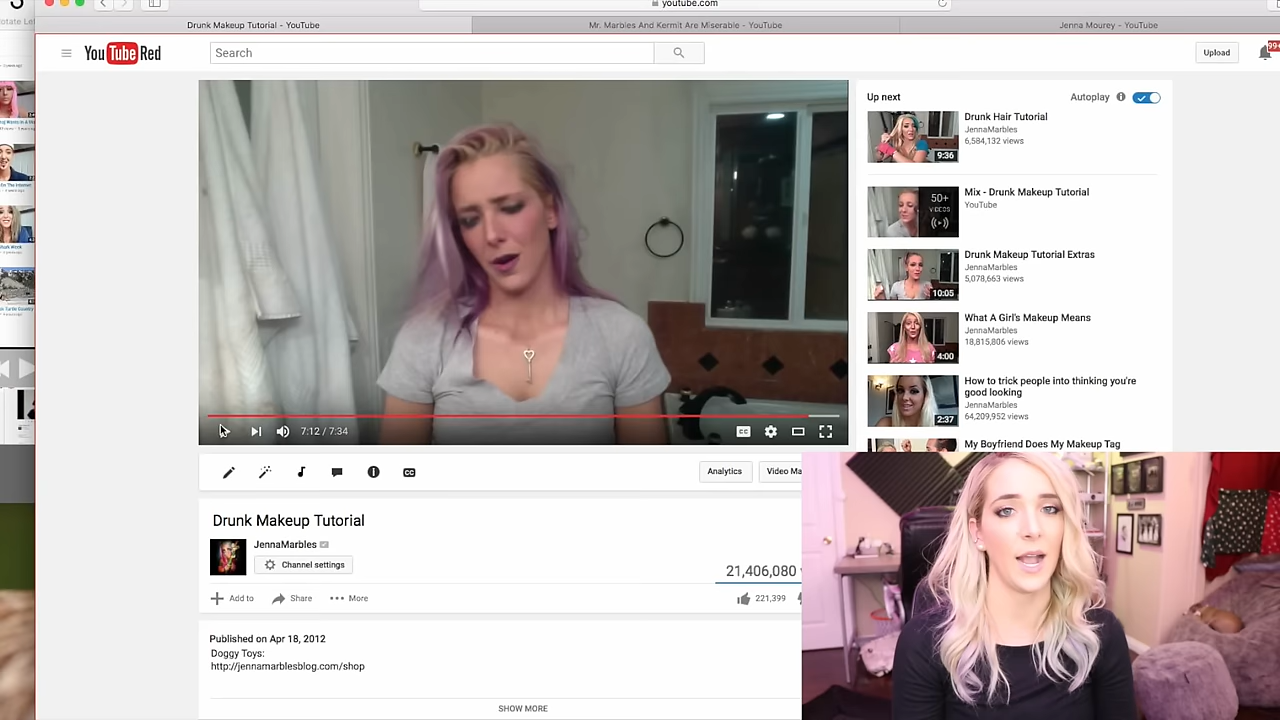 youtube.com
Drunk Makeup Tutorial - YouTube
Mr. Marbles And Kermit Are Miserable - YouTube
Jenna Mourey - YouTube
YouTube Red
Search
Upload
99+
Up next
Autoplay
Drunk Hair Tutorial
JennaMarbles
6,584,132 views
9:36
Mix - Drunk Makeup Tutorial
YouTube
50+
VIDEOS
Drunk Makeup Tutorial Extras
JennaMarbles
5,078,663 views
10:05
What A Girl's Makeup Means
JennaMarbles
18,815,806 views
4:00
How to trick people into thinking you're
good looking
JennaMarbles
64,209,952 views
2:37
My Boyfriend Does My Makeup Tag
7:12 / 7:34
CC
CC
Analytics
Video Ma
Drunk Makeup Tutorial
JennaMarbles
Channel settings
21,406,080
Add to
Share
More
221,399
Published on Apr 18, 2012
Doggy Toys:
http://jennamarblesblog.com/shop
SHOW MORE